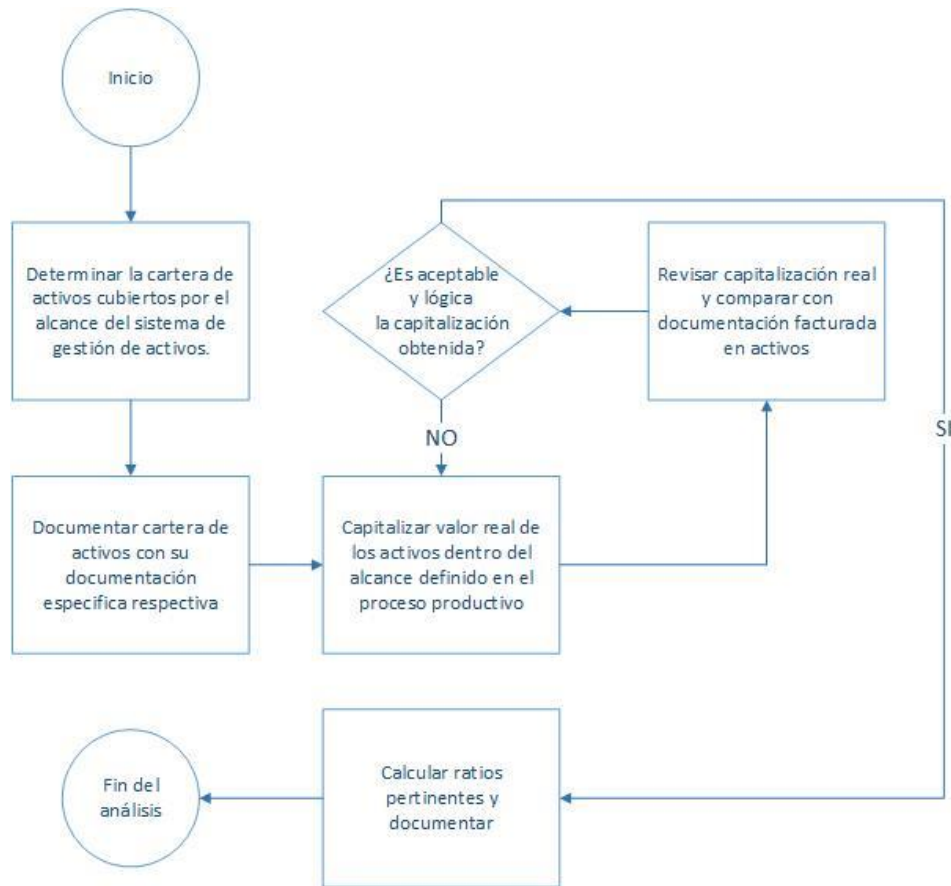 Inicio
Determinar la cartera de
activos cubiertos por el
alcance del sistema de
gestión de activos.
¿Es aceptable
y lógica
la capitalización
obtenida?
Revisar capitalización real
y comparar con
documentación facturada
en activos
NO
SI
Documentar cartera de
activos con su
documentación
especifica respectiva
Capitalizar valor real de
los activos dentro del
alcance definido en el
proceso productivo
Fin del
análisis
Calcular ratios
pertinentes y
documentar